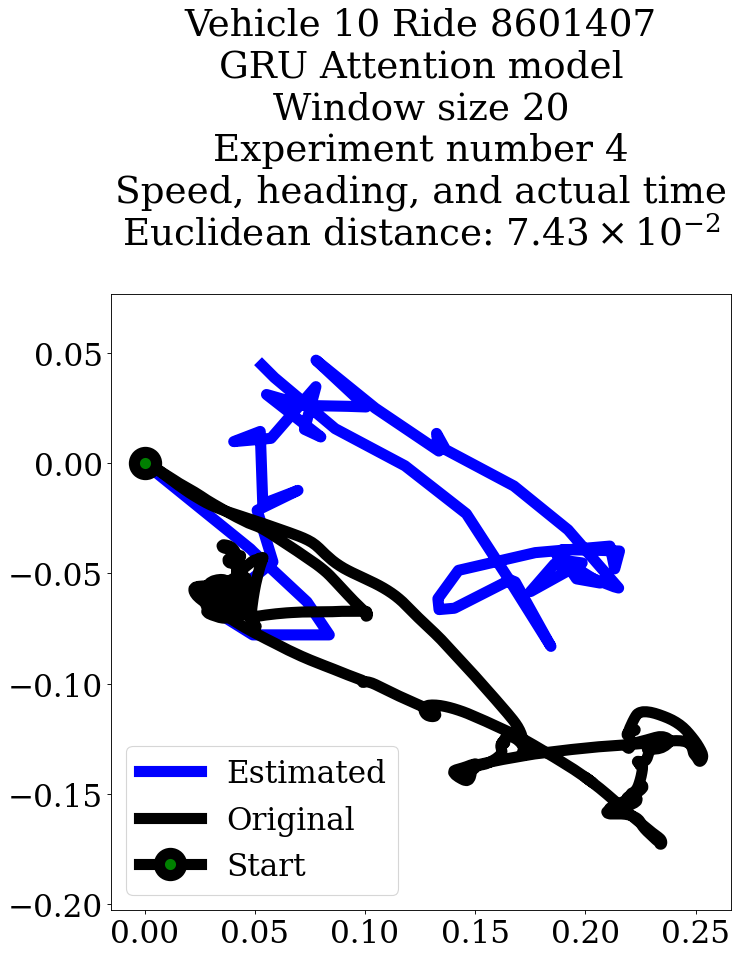 Vehicle 10 Ride 8601407
GRU Attention model
Window size 20
Experiment number 4
Speed, heading, and actual time
Euclidean distance: 7.43 × 10⁻²
0.05
0.00
−0.05
−0.10
−0.15
−0.20
Estimated
Original
Start
0.00 0.05 0.10 0.15 0.20 0.25